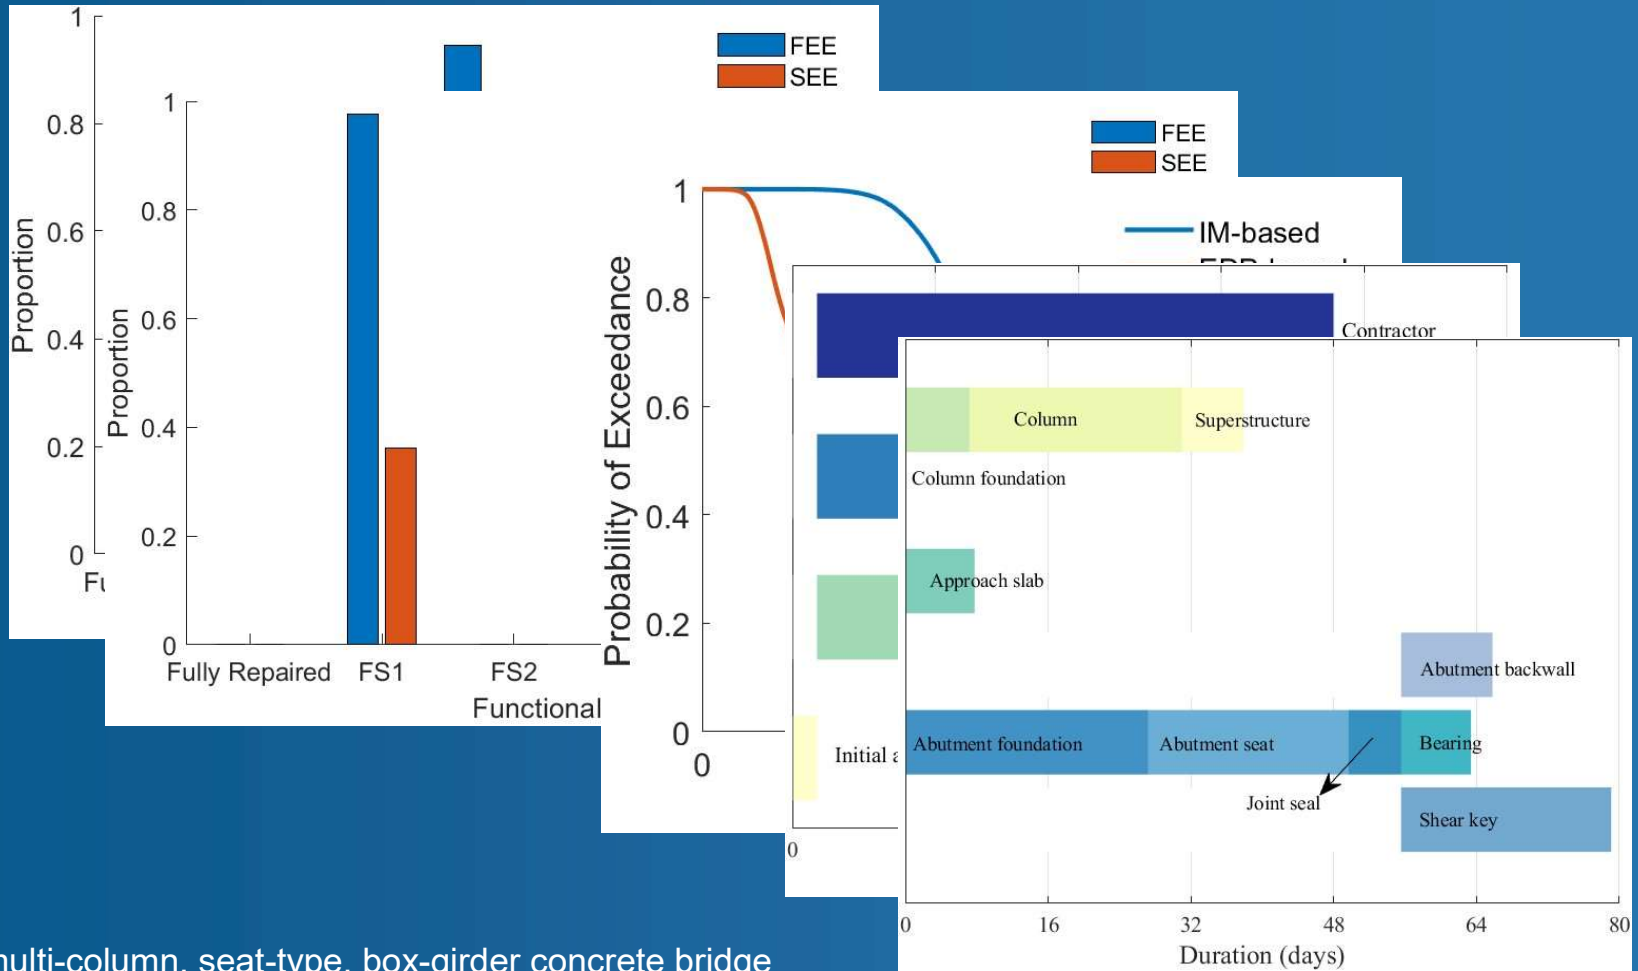 1
0.8
0.6
0.4
0.2
0
Proportion
FEE
SEE
1
0.8
0.6
0.4
0.2
0
Proportion
Fully Repaired FS1 FS2
Functional
FEE
SEE
1
0.8
0.6
0.4
0.2
0
0
Probability of Exceedance
IM-based
Contractor
Initial
0
Column Superstructure
Column foundation
Approach slab
Abutment backwall
Abutment foundation Abutment seat Bearing
Joint seal
Shear key
0 16 32 48 64 80
Duration (days)
multi-column, seat-type, box-girder concrete bridge